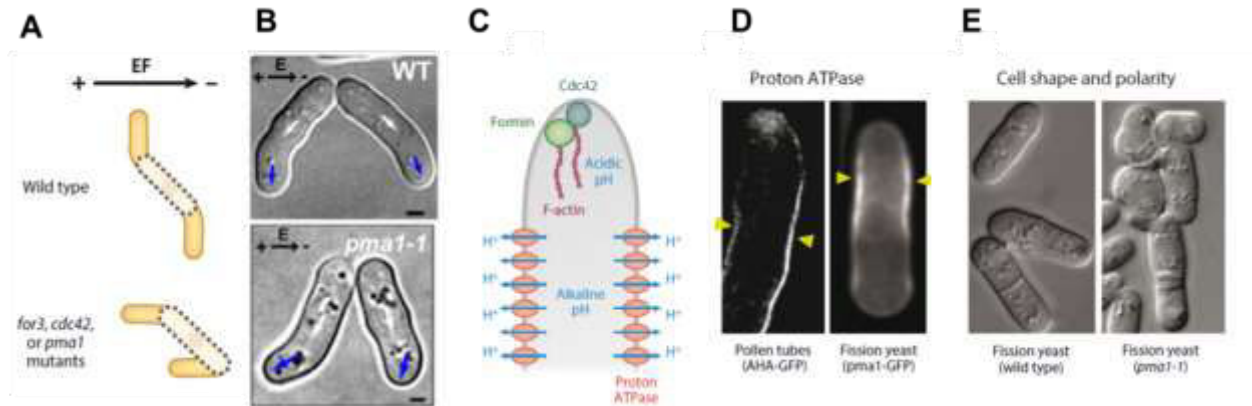 A
EF
+ -
Wild type
for3, cdc42,
or pma1
mutants
B
WT
E
+ -
pma1-1
E
+ -
C
Cdc42
Formin
Acidic
pH
F-actin
H⁺ H⁺
H⁺ H⁺
H⁺ Alkaline H⁺
H⁺ pH H⁺
H⁺ H⁺
H⁺ H⁺
Proton
ATPase
D
Proton ATPase
Pollen tubes
(AHA-GFP)
Fission yeast
(pma1-GFP)
E
Cell shape and polarity
Fission yeast
(wild type)
Fission yeast
(pma1-1)